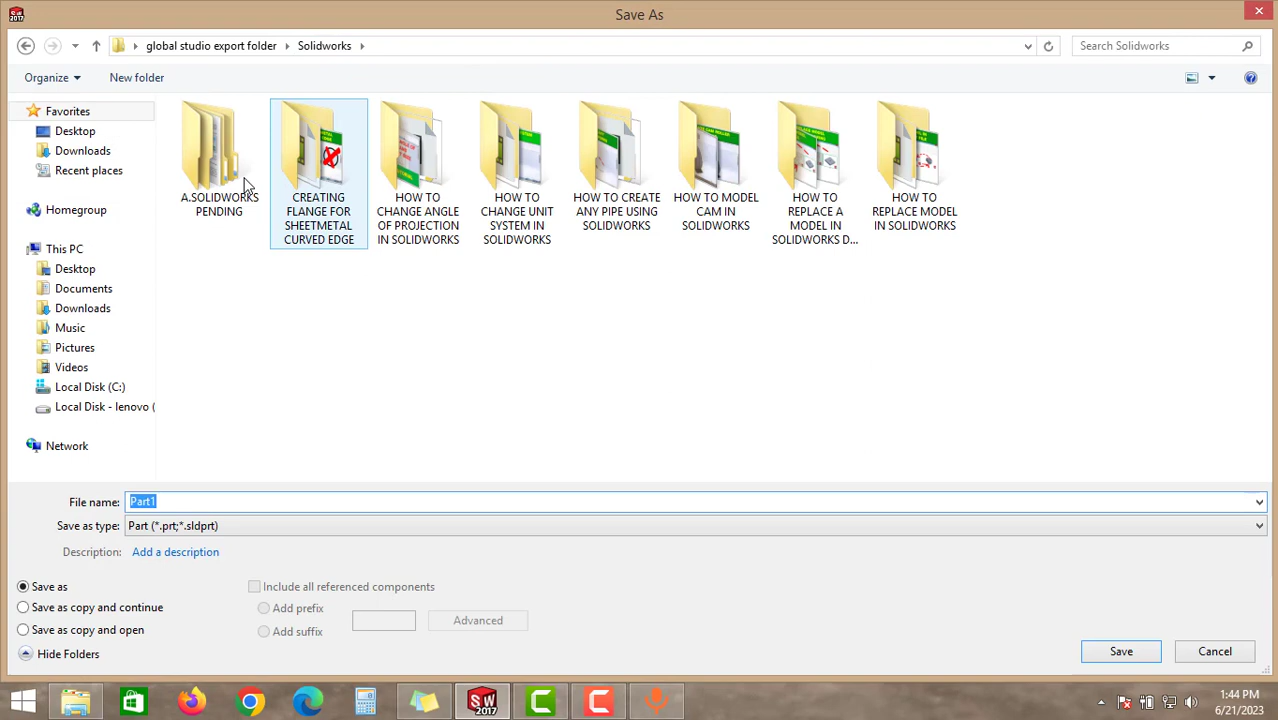 SW
2017
Save As
global studio export folder
Solidworks
Search Solidworks
Organize
New folder
Favorites
Desktop
Downloads
Recent places
Homegroup
This PC
Desktop
Documents
Downloads
Music
Pictures
Videos
Local Disk (C:)
Local Disk - lenovo (
Network
A.SOLIDWORKS
PENDING
CREATING
FLANGE FOR
SHEETMETAL
CURVED EDGE
HOW TO
CHANGE ANGLE
OF PROJECTION
IN SOLIDWORKS
HOW TO
CHANGE UNIT
SYSTEM IN
SOLIDWORKS
HOW TO CREATE
ANY PIPE USING
SOLIDWORKS
HOW TO MODEL
CAM IN
SOLIDWORKS
HOW TO
REPLACE A
MODEL IN
SOLIDWORKS D...
HOW TO
REPLACE MODEL
IN SOLIDWORKS
File name: Part1
Save as type: Part (*.prt;*.sldprt)
Description: Add a description
Save as
Save as copy and continue
Save as copy and open
Include all referenced components
Add prefix
Add suffix
Advanced
Hide Folders
Save
Cancel
SW
2017
1:44 PM
6/21/2023